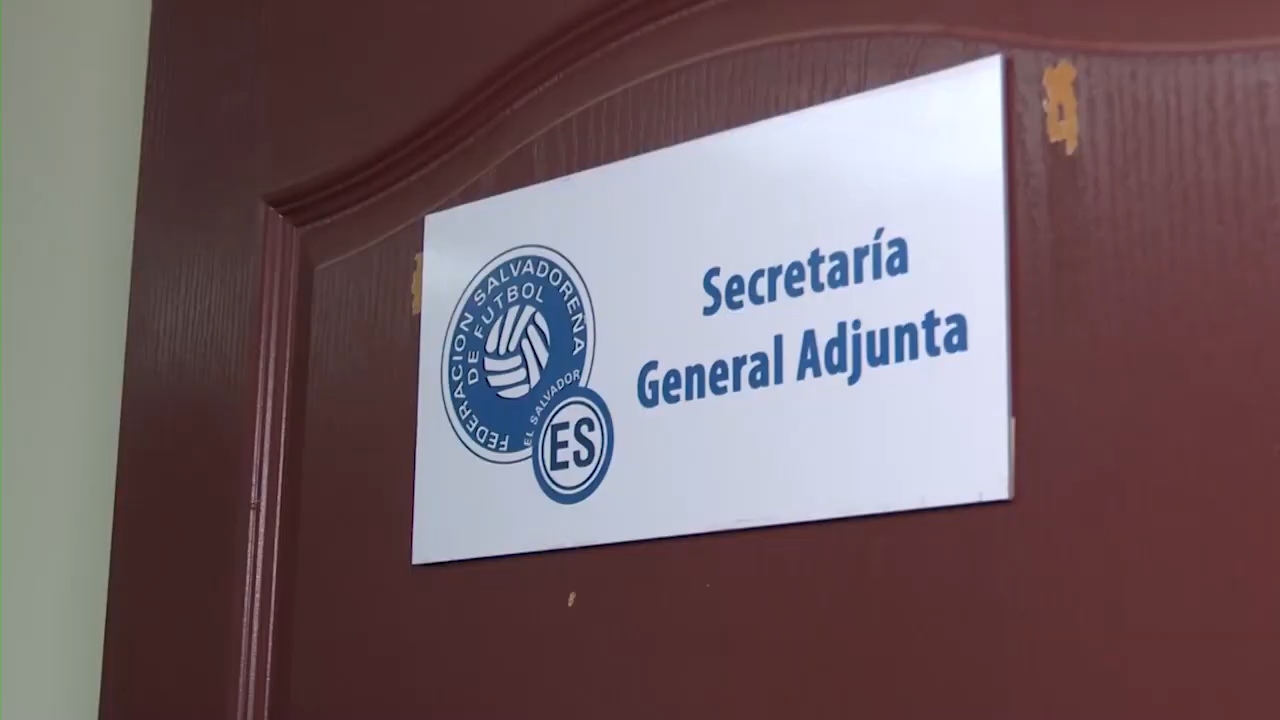 FEDERACION SALVADOREÑA
DE FUTBOL
EL SALVADOR
ES
Secretaría
General Adjunta